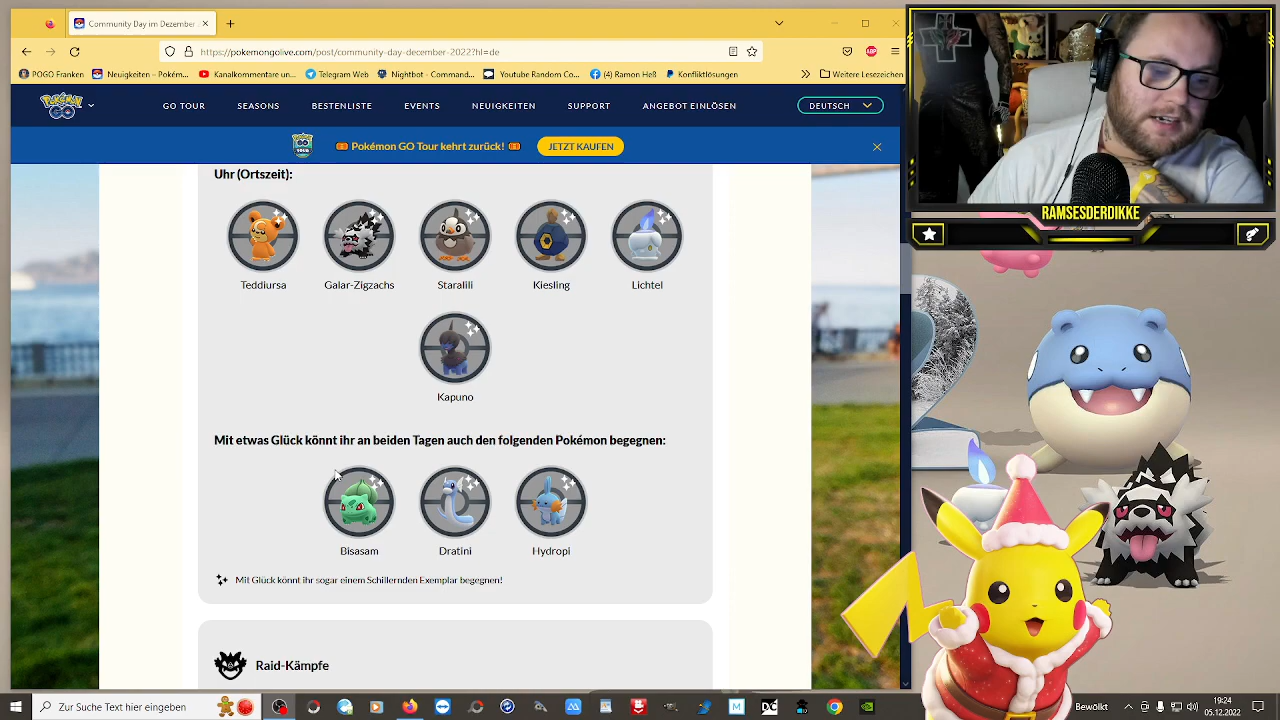 Community Day im Dezember
https://pokemongolive.com/post/community-day-december-2022?hl=de
POGO Franken
Neuigkeiten – Pokém...
Kanalkommentare un...
Telegram Web
Nightbot - Command...
Youtube Random Co...
(4) Ramon Heß
Konfliktlösungen
Weitere Lesezeichen
POKÉMON GO
GO TOUR
SEASONS
BESTENLISTE
EVENTS
NEUIGKEITEN
SUPPORT
ANGEBOT EINLÖSEN
DEUTSCH
Pokémon GO Tour kehrt zurück!
JETZT KAUFEN
Uhr (Ortszeit):
Teddiursa
Galar-Zigzachs
Staralili
Kiesling
Lichtel
Kapuno
Mit etwas Glück könnt ihr an beiden Tagen auch den folgenden Pokémon begegnen:
Bisasam
Dratini
Hydropi
Mit Glück könnt ihr sogar einem Schillernden Exemplar begegnen!
Raid-Kämpfe
RAMSESDERDIKKE
Zur Suche Text hier eingeben
Bewölkt
19:24
05.12.2022